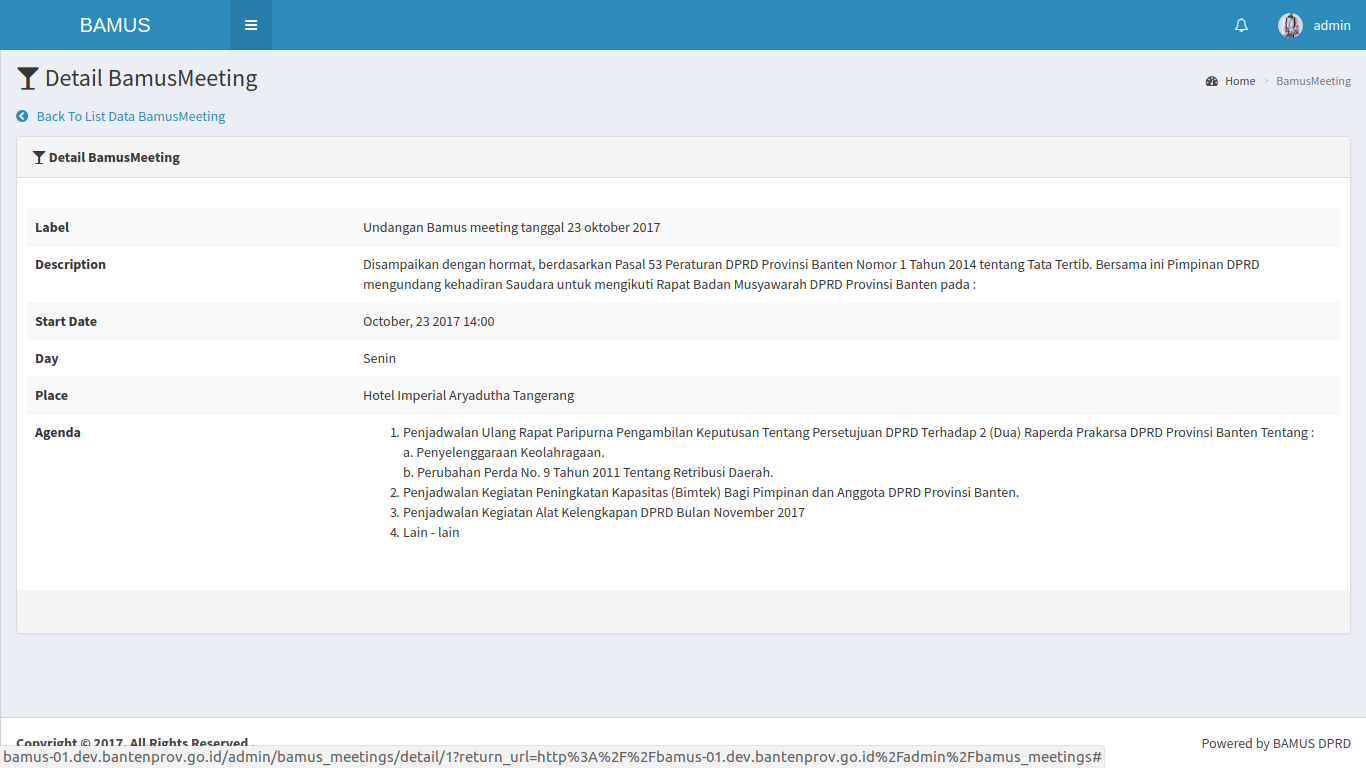 BAMUS
admin
Detail BamusMeeting
Home > BamusMeeting
Back To List Data BamusMeeting
Detail BamusMeeting
Label Undangan Bamus meeting tanggal 23 oktober 2017
Description Disampaikan dengan hormat, berdasarkan Pasal 53 Peraturan DPRD Provinsi Banten Nomor 1 Tahun 2014 tentang Tata Tertib. Bersama ini Pimpinan DPRD
mengundang kehadiran Saudara untuk mengikuti Rapat Badan Musyawarah DPRD Provinsi Banten pada :
Start Date October, 23 2017 14:00
Day Senin
Place Hotel Imperial Aryadutha Tangerang
Agenda 1. Penjadwalan Ulang Rapat Paripurna Pengambilan Keputusan Tentang Persetujuan DPRD Terhadap 2 (Dua) Raperda Prakarsa DPRD Provinsi Banten Tentang :
a. Penyelenggaraan Keolahragaan.
b. Perubahan Perda No. 9 Tahun 2011 Tentang Retribusi Daerah.
2. Penjadwalan Kegiatan Peningkatan Kapasitas (Bimtek) Bagi Pimpinan dan Anggota DPRD Provinsi Banten.
3. Penjadwalan Kegiatan Alat Kelengkapan DPRD Bulan November 2017
4. Lain - lain
Copyright © 2017. All Rights Reserved .
Powered by BAMUS DPRD
bamus-01.dev.bantenprov.go.id/admin/bamus_meetings/detail/1?return_url=http%3A%2F%2Fbamus-01.dev.bantenprov.go.id%2Fadmin%2Fbamus_meetings#